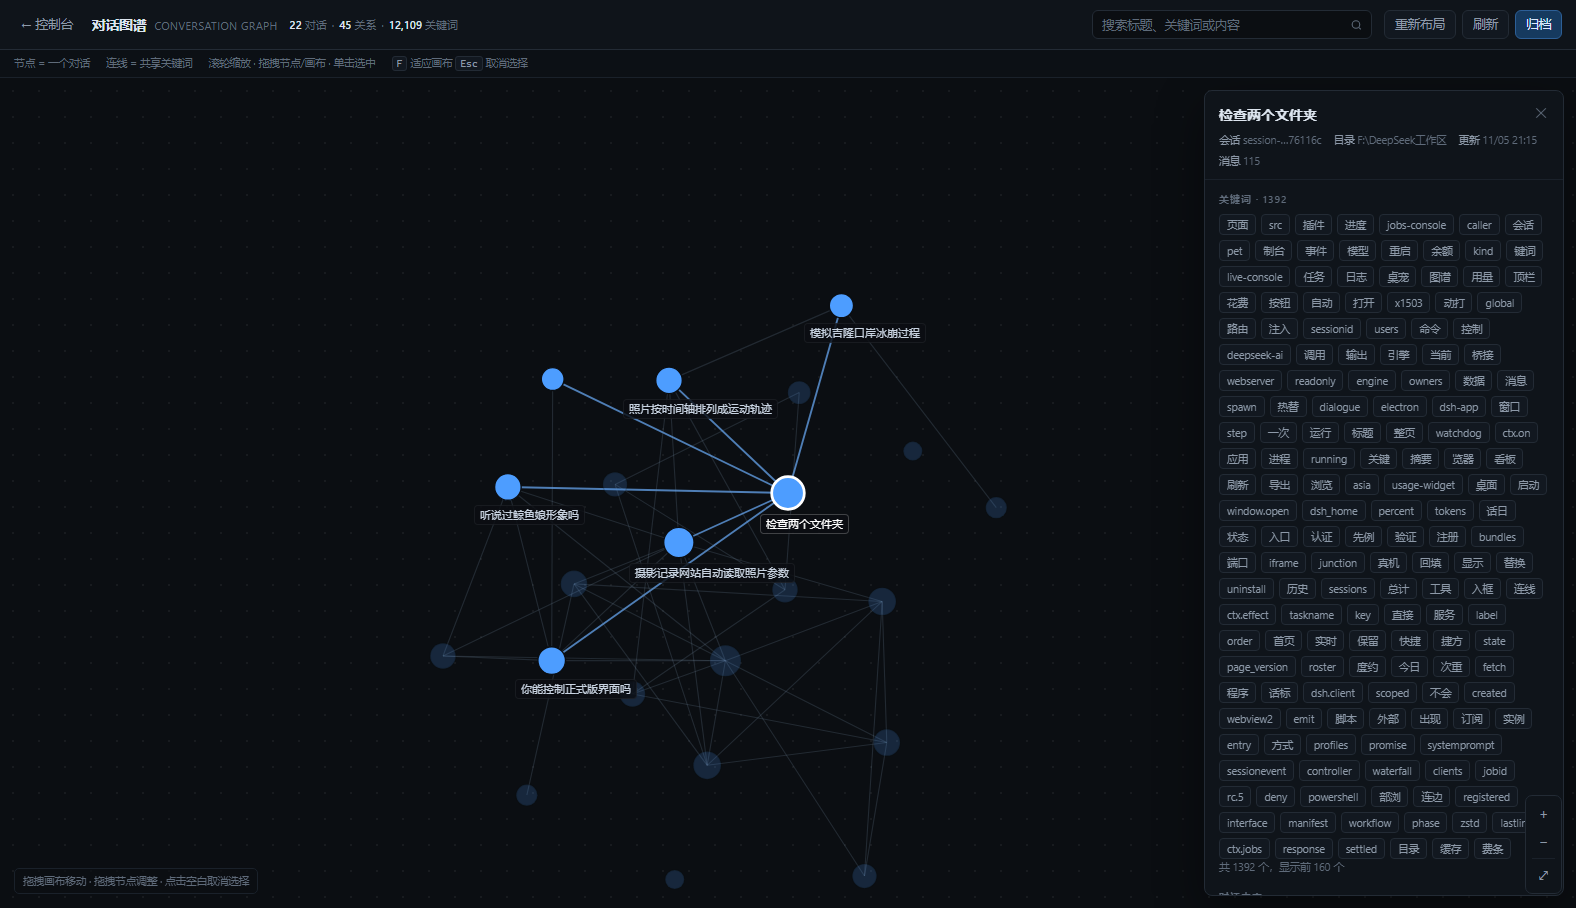 ← 控制台 对话图谱 CONVERSATION GRAPH 22 对话 · 45 关系 · 12,109 关键词 搜索标题、关键词或内容 重新布局 刷新 归档
节点 = 一个对话 连线 = 共享关键词 滚轮缩放 · 拖拽节点/画布 · 单击选中 F 适应画布 Esc 取消选择
模拟吉隆口岸冰崩过程
照片按时间轴排列成运动轨迹
听说过鲸鱼娘形象吗
检查两个文件夹
摄影记录网站自动读取照片参数
你能控制正式版界面吗
拖拽画布移动 · 拖拽节点调整 · 点击空白取消选择
检查两个文件夹
会话 session-...76116c 目录 F:\DeepSeek工作区 更新 11/05 21:15
消息 115
关键词 · 1392
页面 src 插件 进度 jobs-console caller 会话
pet 制台 事件 模型 重启 余额 kind 键词
live-console 任务 日志 桌宠 图谱 用量 顶栏
花费 按钮 自动 打开 x1503 动打 global
路由 注入 sessionid users 命令 控制
deepseek-ai 调用 输出 引擎 当前 桥接
webserver readonly engine owners 数据 消息
spawn 热替 dialogue electron dsh-app 窗口
step 一次 运行 标题 整页 watchdog ctx.on
应用 进程 running 关键 摘要 览器 看板
刷新 导出 浏览 asia usage-widget 桌面 启动
window.open dsh_home percent tokens 话日
状态 入口 认证 先例 验证 注册 bundles
端口 iframe junction 真机 回填 显示 替换
uninstall 历史 sessions 总计 工具 入框 连线
ctx.effect taskname key 直接 服务 label
order 首页 实时 保留 快捷 捷方 state
page_version roster 度约 今日 次重 fetch
程序 话标 dsh.client scoped 不会 created
webview2 emit 脚本 外部 出现 订阅 实例
entry 方式 profiles promise systemprompt
sessionevent controller waterfall clients jobid
rc.5 deny powershell 部浏 连边 registered
interface manifest workflow phase zstd lastlin
ctx.jobs response settled 目录 缓存 费条
共 1392 个，显示前 160 个
+
−
⤢